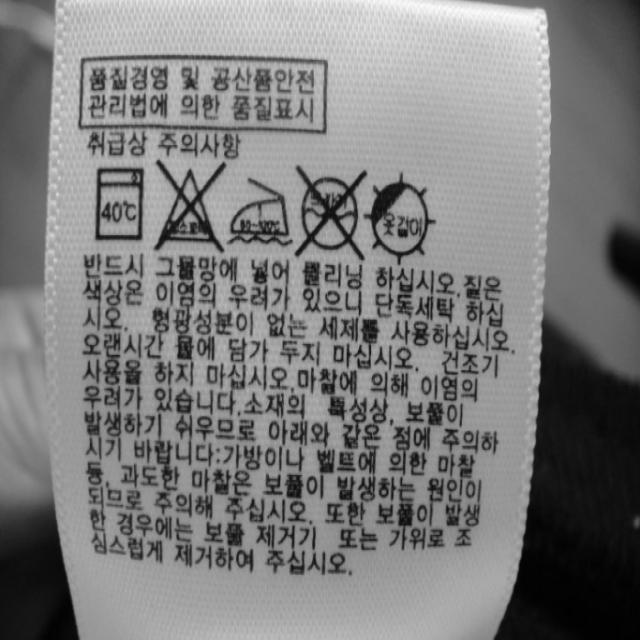 품질경영 및 공산품안전
관리법에 의한 품질표시
취급상 주의사항
40℃
옷걸이
반드시 그물망에 넣어 클리닝 하십시오.짙은
색상은 이염의 우려가 있으니 단독세탁 하십
시오. 형광성분이 없는 세제를 사용하십시오.
오랜시간 물에 담가 두지 마십시오. 건조기
사용을 하지 마십시오.마찰에 의해 이염의
우려가 있습니다.소재의 특성상,보풀이
발생하기 쉬우므로 아래와 같은 점에 주의하
시기 바랍니다:가방이나 벨트에 의한 마찰
등, 과도한 마찰은 보풀이 발생하는 원인이
되므로 주의해 주십시오. 또한 보풀이 발생
한 경우에는 보풀 제거기 또는 가위로 조
심스럽게 제거하여 주십시오.